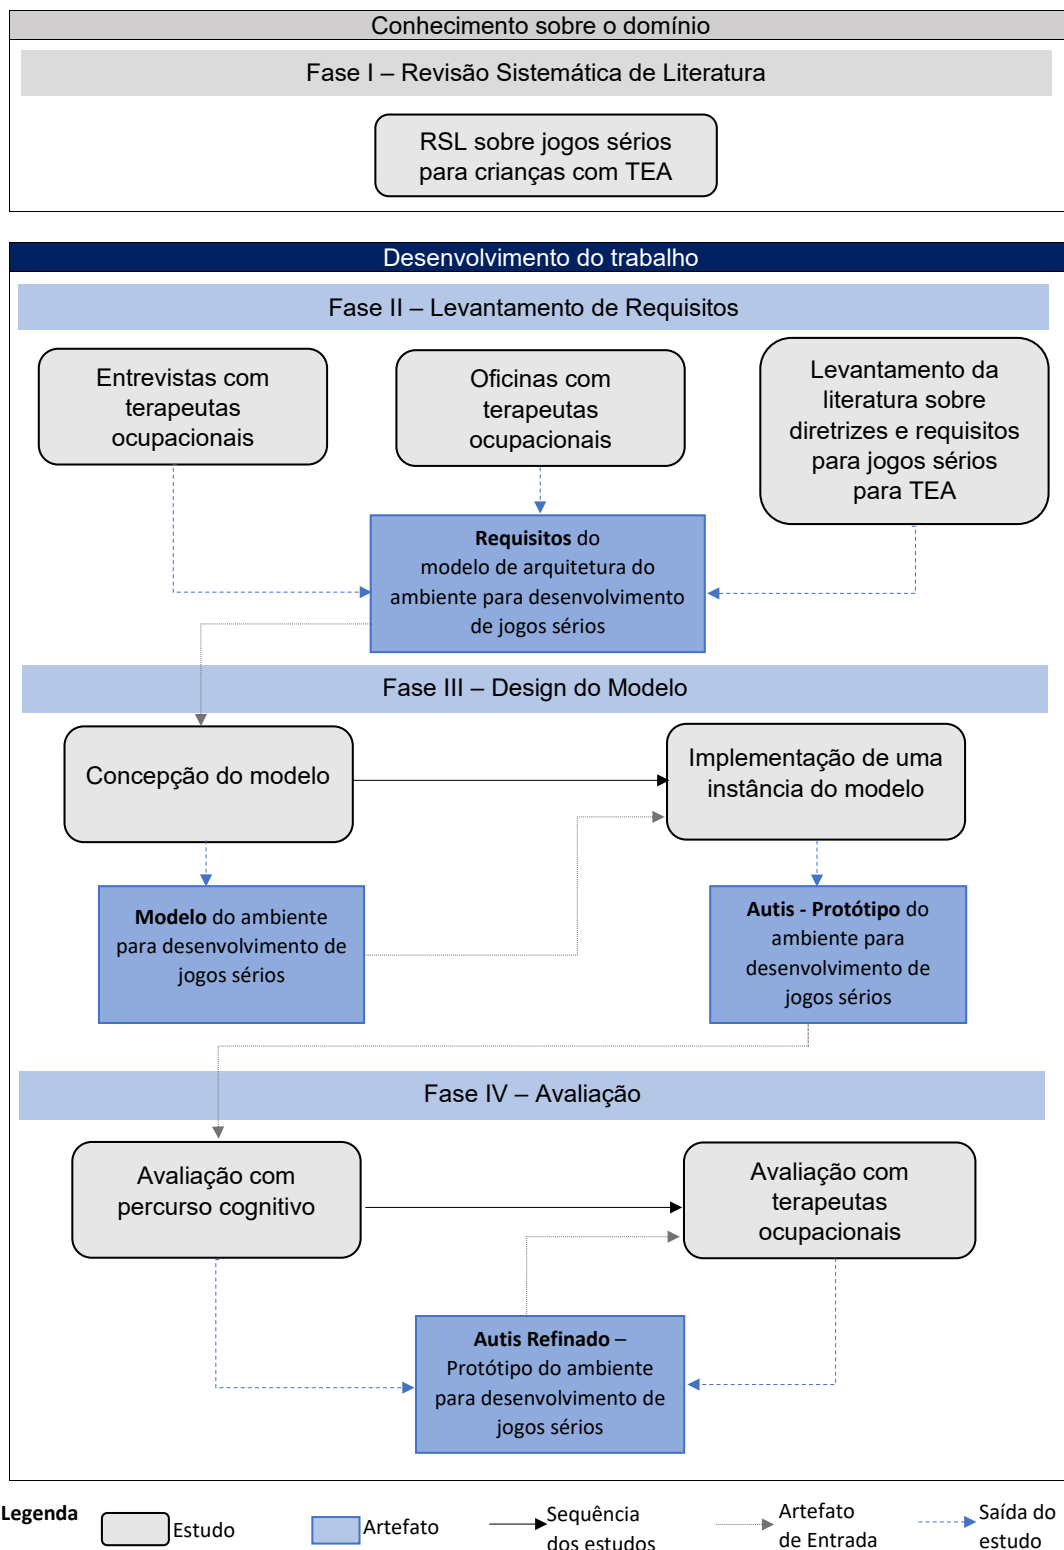 Conhecimento sobre o domínio
Fase I – Revisão Sistemática de Literatura
RSL sobre jogos sérios
para crianças com TEA
Desenvolvimento do trabalho
Fase II – Levantamento de Requisitos
Entrevistas com
terapeutas
ocupacionais
Oficinas com
terapeutas
ocupacionais
Levantamento da
literatura sobre
diretrizes e requisitos
para jogos sérios
para TEA
Requisitos do
modelo de arquitetura do
ambiente para desenvolvimento
de jogos sérios
Fase III – Design do Modelo
Concepção do modelo
Implementação de uma
instância do modelo
Modelo do ambiente
para desenvolvimento de
jogos sérios
Autis - Protótipo do
ambiente para
desenvolvimento de
jogos sérios
Fase IV – Avaliação
Avaliação com
percurso cognitivo
Avaliação com
terapeutas
ocupacionais
Autis Refinado –
Protótipo do ambiente
para desenvolvimento de
jogos sérios
Legenda
Estudo
Artefato
Sequência
dos estudos
Artefato
de Entrada
Saída do
estudo